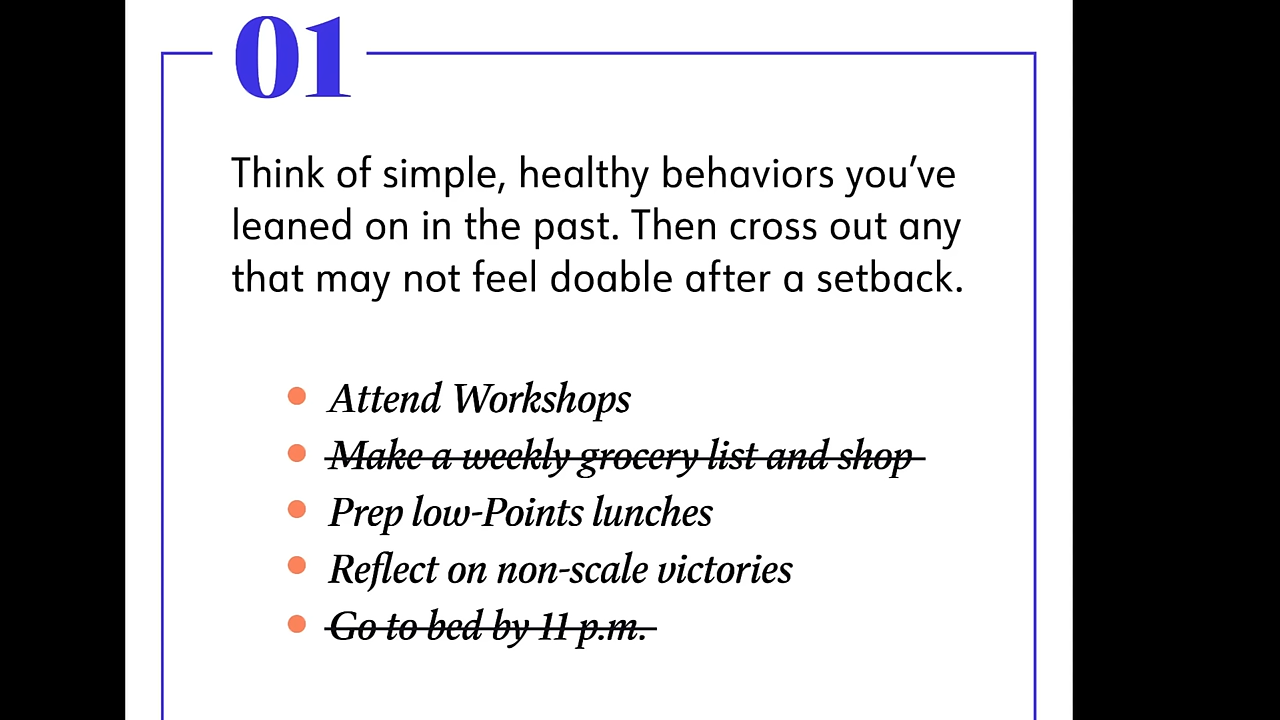 01
Think of simple, healthy behaviors you’ve
leaned on in the past. Then cross out any
that may not feel doable after a setback.
Attend Workshops
Make a weekly grocery list and shop
Prep low-Points lunches
Reflect on non-scale victories
Go to bed by 11 p.m.